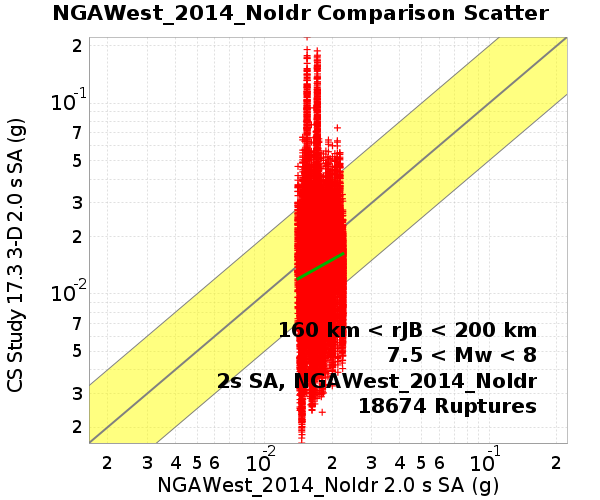 NGAWest_2014_NoIdr Comparison Scatter
CS Study 17.3 3-D 2.0 s SA (g)
2
10-1
7
5
3
2
10-2
7
5
3
2
160 km < rJB < 200 km
7.5 < Mw < 8
2s SA, NGAWest_2014_NoIdr
18674 Ruptures
2 3 4 5 6 10-2 2 3 4 5 6 10-1 2
NGAWest_2014_NoIdr 2.0 s SA (g)